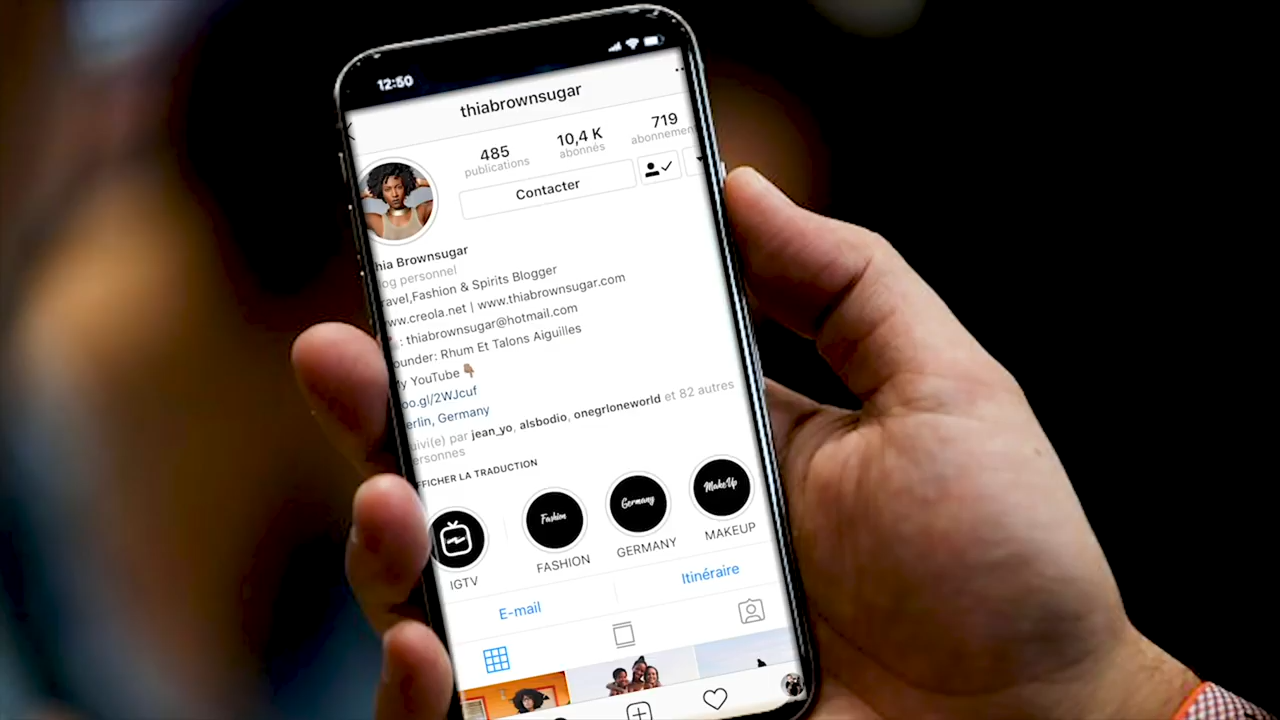 12:50
thiabrownsugar
485 10,4 K 719
publications abonnés abonnemen
Contacter
hia Brownsugar
og personnel
avel,Fashion & Spirits Blogger
ww.creola.net | www.thiabrownsugar.com
: thiabrownsugar@hotmail.com
ounder: Rhum Et Talons Aiguilles
y YouTube
oo.gl/2WJcuf
erlin, Germany
uivi(e) par jean_yo, alsbodio, onegrloneworld et 82 autres
ersonnes
FFICHER LA TRADUCTION
Fashion Germany MakeUp
IGTV FASHION GERMANY MAKEUP
E-mail Itinéraire